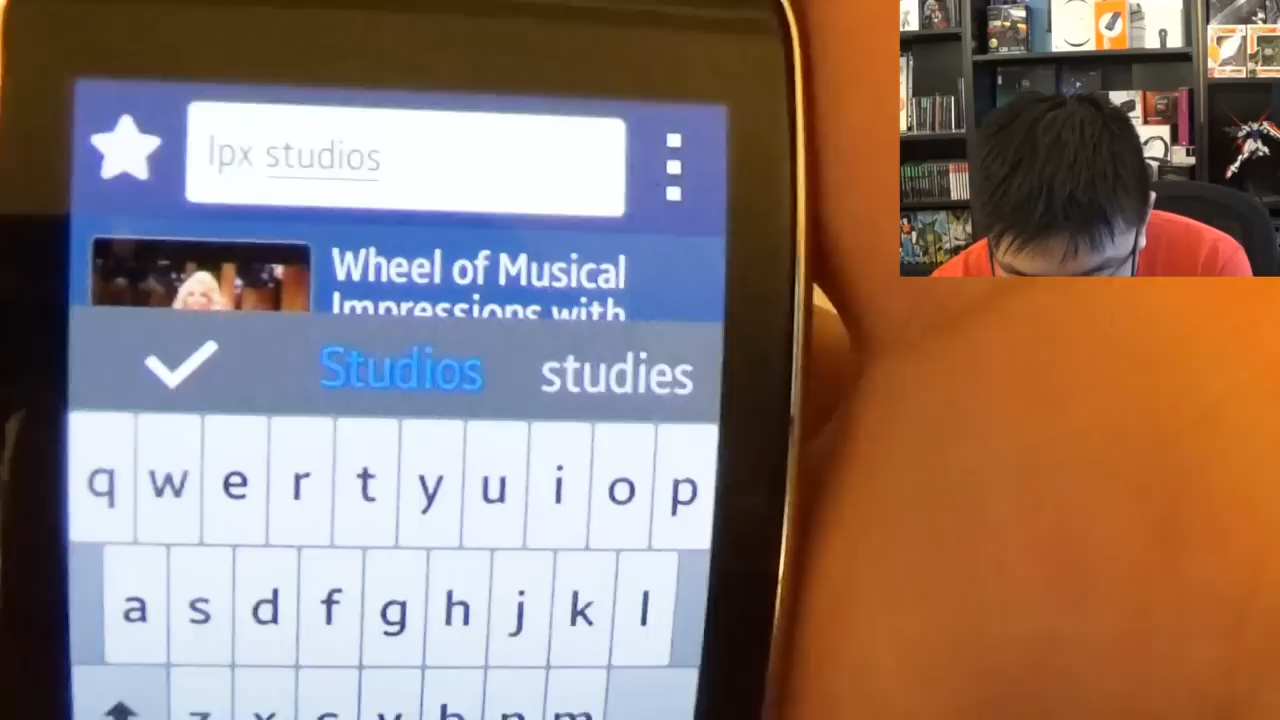 lpx studios
Wheel of Musical
Impressions with
Studios studies
q w e r t y u i o p
a s d f g h j k l
z x c v b n m